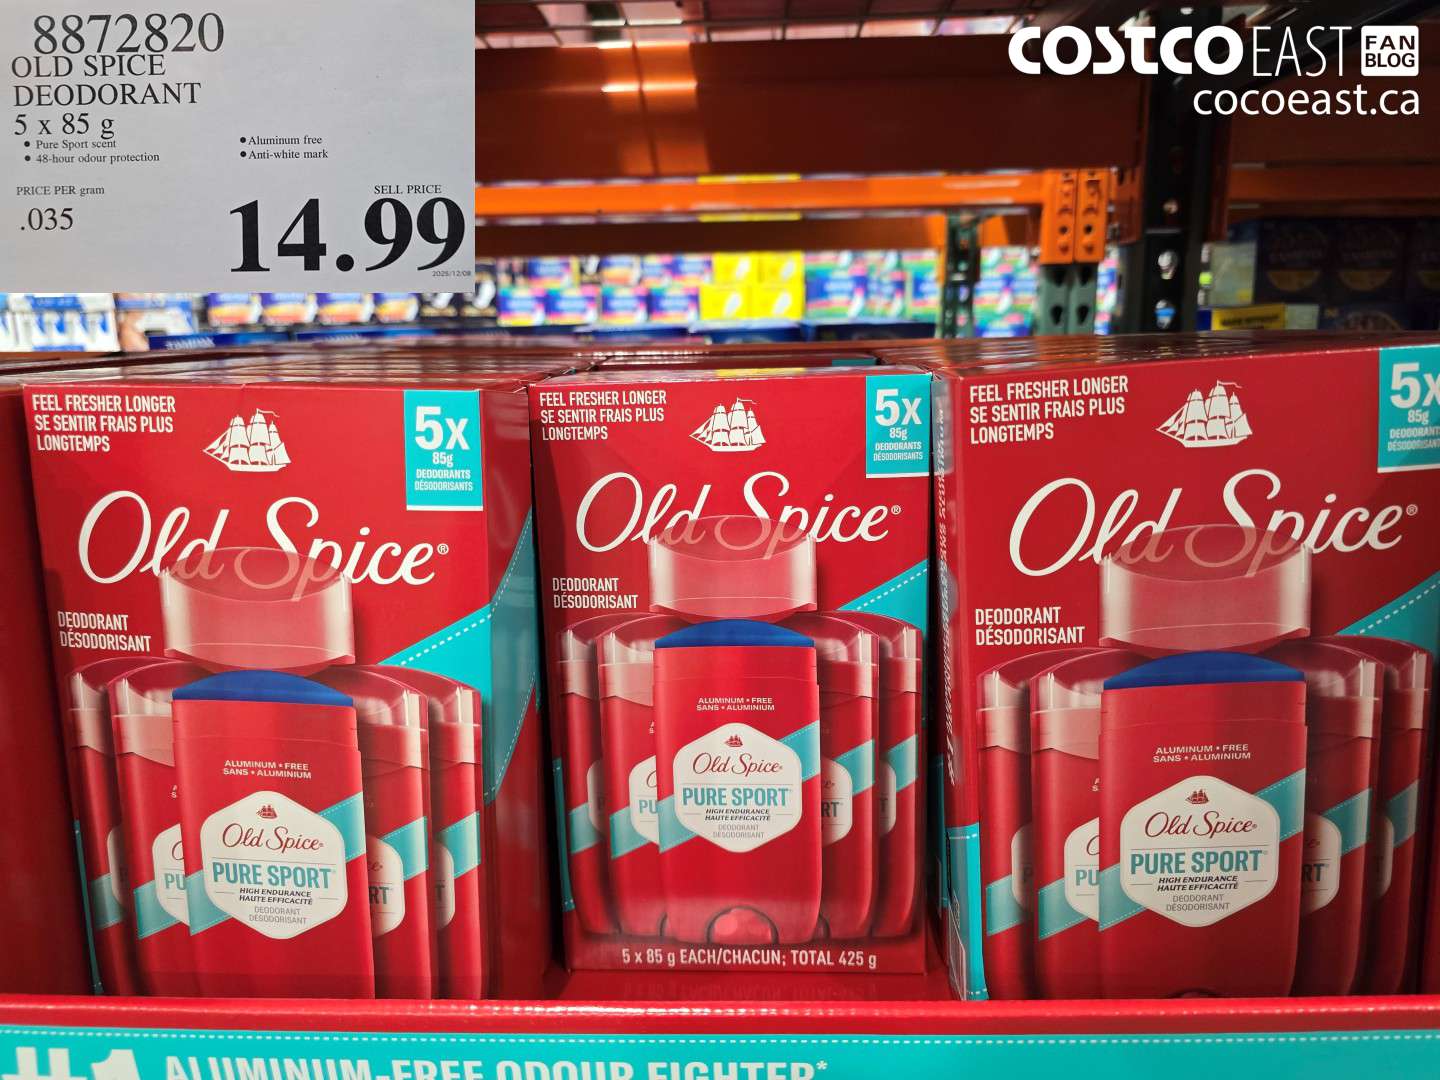 8872820
OLD SPICE
DEODORANT
5 x 85 g
• Pure Sport scent
• 48-hour odour protection
• Aluminum free
• Anti-white mark
PRICE PER gram
.035
SELL PRICE
14.99
2025/12/08
COSTCO EAST FAN BLOG
cocoeast.ca
FEEL FRESHER LONGER
SE SENTIR FRAIS PLUS
LONGTEMPS
5x
85g
DEODORANTS
DÉSODORISANTS
Old Spice®
DEODORANT
DÉSODORISANT
ALUMINUM • FREE
SANS • ALUMINIUM
Old Spice®
PURE SPORT
HIGH ENDURANCE
HAUTE EFFICACITÉ
DEODORANT
DÉSODORISANT
FEEL FRESHER LONGER
SE SENTIR FRAIS PLUS
LONGTEMPS
5x
85g
DEODORANTS
DÉSODORISANTS
Old Spice®
DEODORANT
DÉSODORISANT
ALUMINUM • FREE
SANS • ALUMINIUM
Old Spice®
PURE SPORT
HIGH ENDURANCE
HAUTE EFFICACITÉ
DEODORANT
DÉSODORISANT
5 x 85 g EACH/CHACUN; TOTAL 425 g
FEEL FRESHER LONGER
SE SENTIR FRAIS PLUS
LONGTEMPS
5x
85g
DEODORANTS
DÉSODORISANTS
Old Spice®
DEODORANT
DÉSODORISANT
ALUMINUM • FREE
SANS • ALUMINIUM
Old Spice®
PURE SPORT
HIGH ENDURANCE
HAUTE EFFICACITÉ
DEODORANT
DÉSODORISANT
#1 ALUMINUM-FREE ODOUR FIGHTER*